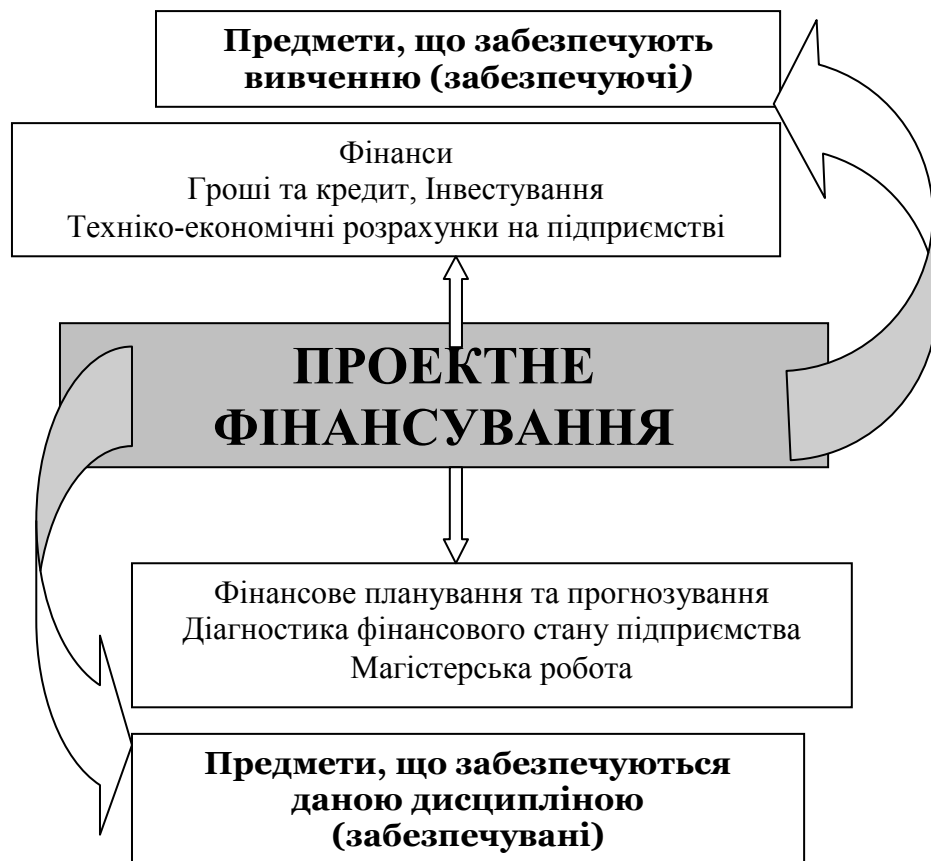 Предмети, що забезпечують
вивченню (забезпечуючі)
Фінанси
Гроші та кредит, Інвестування
Техніко-економічні розрахунки на підприємстві
ПРОЕКТНЕ
ФІНАНСУВАННЯ
Фінансове планування та прогнозування
Діагностика фінансового стану підприємства
Магістерська робота
Предмети, що забезпечуються
даною дисципліною
(забезпечувані)